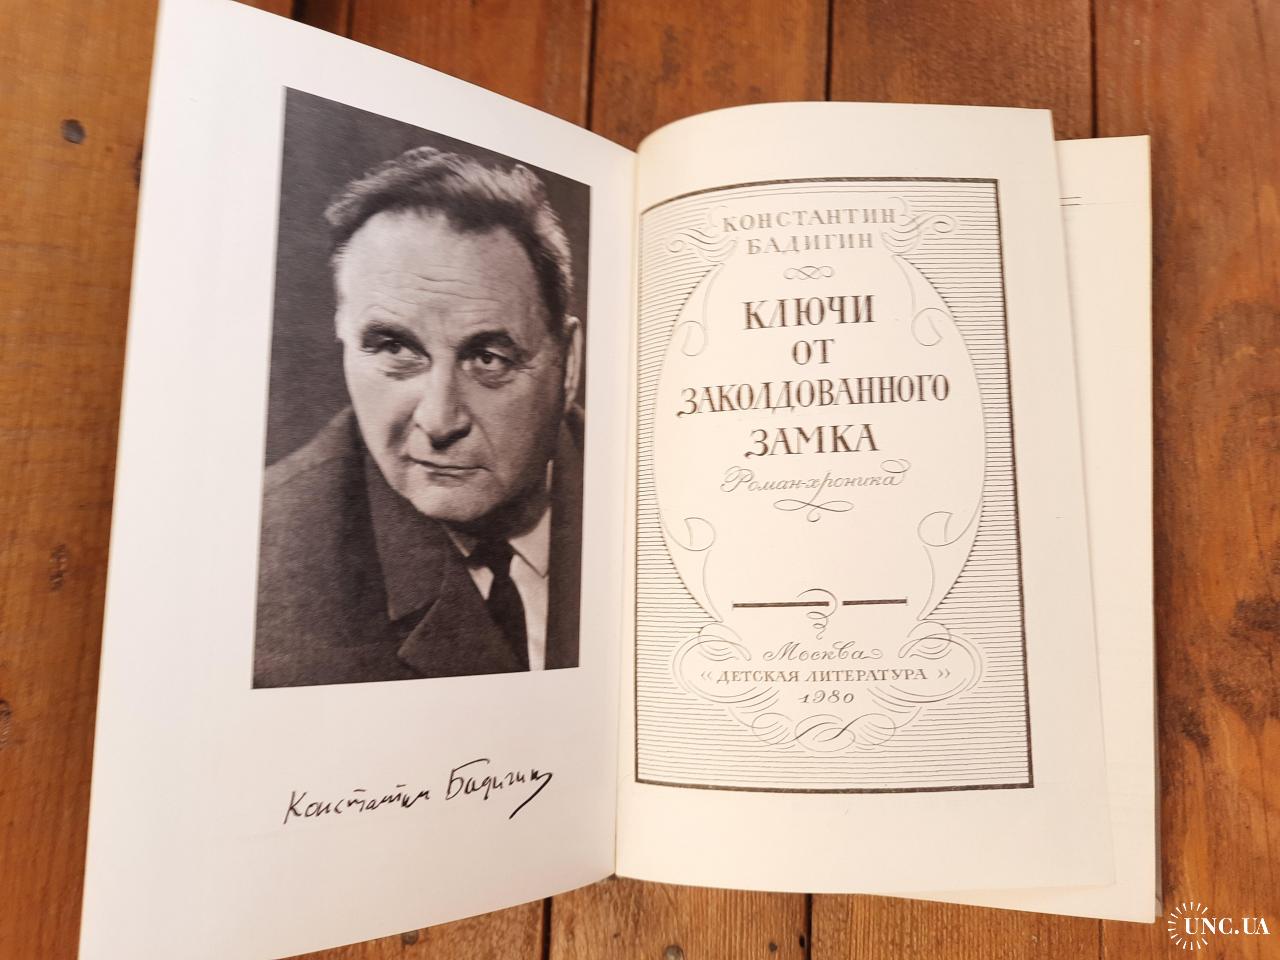 Константин Бадигин
КОНСТАНТИН
БАДИГИН
КЛЮЧИ
ОТ
ЗАКОЛДОВАННОГО
ЗАМКА
Роман-хроника
Москва
«ДЕТСКАЯ ЛИТЕРАТУРА»
1980
UNC.UA